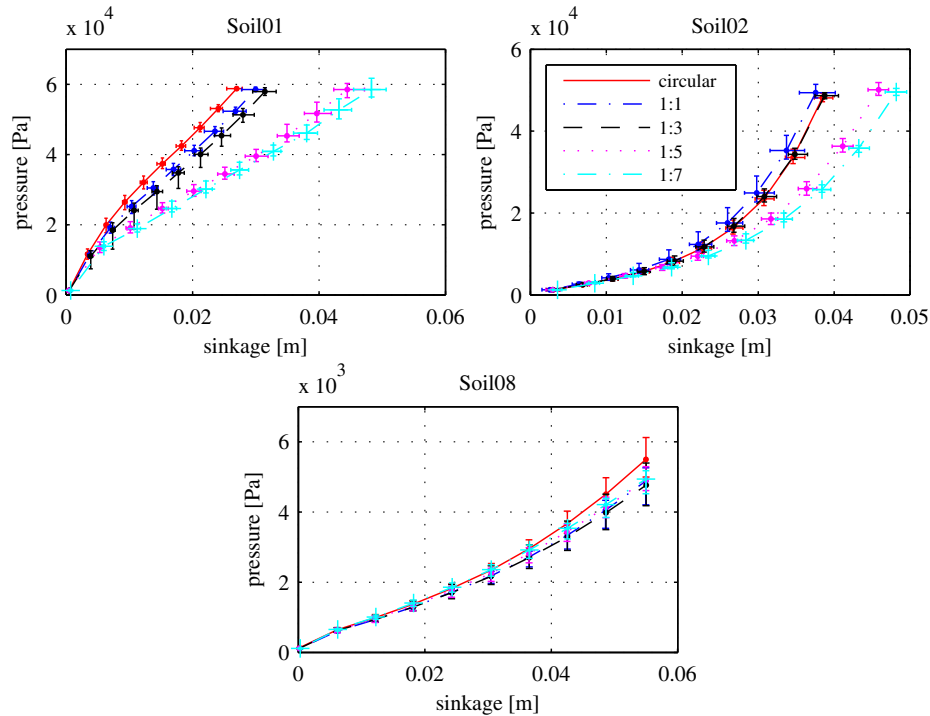 x 10^4
Soil01
6
4
2
0
0
0.02
0.04
0.06
pressure [Pa]
sinkage [m]
x 10^4
Soil02
6
4
2
0
0
0.01
0.02
0.03
0.04
0.05
pressure [Pa]
sinkage [m]
circular
1:1
1:3
1:5
1:7
x 10^3
Soil08
6
4
2
0
0
0.02
0.04
0.06
pressure [Pa]
sinkage [m]